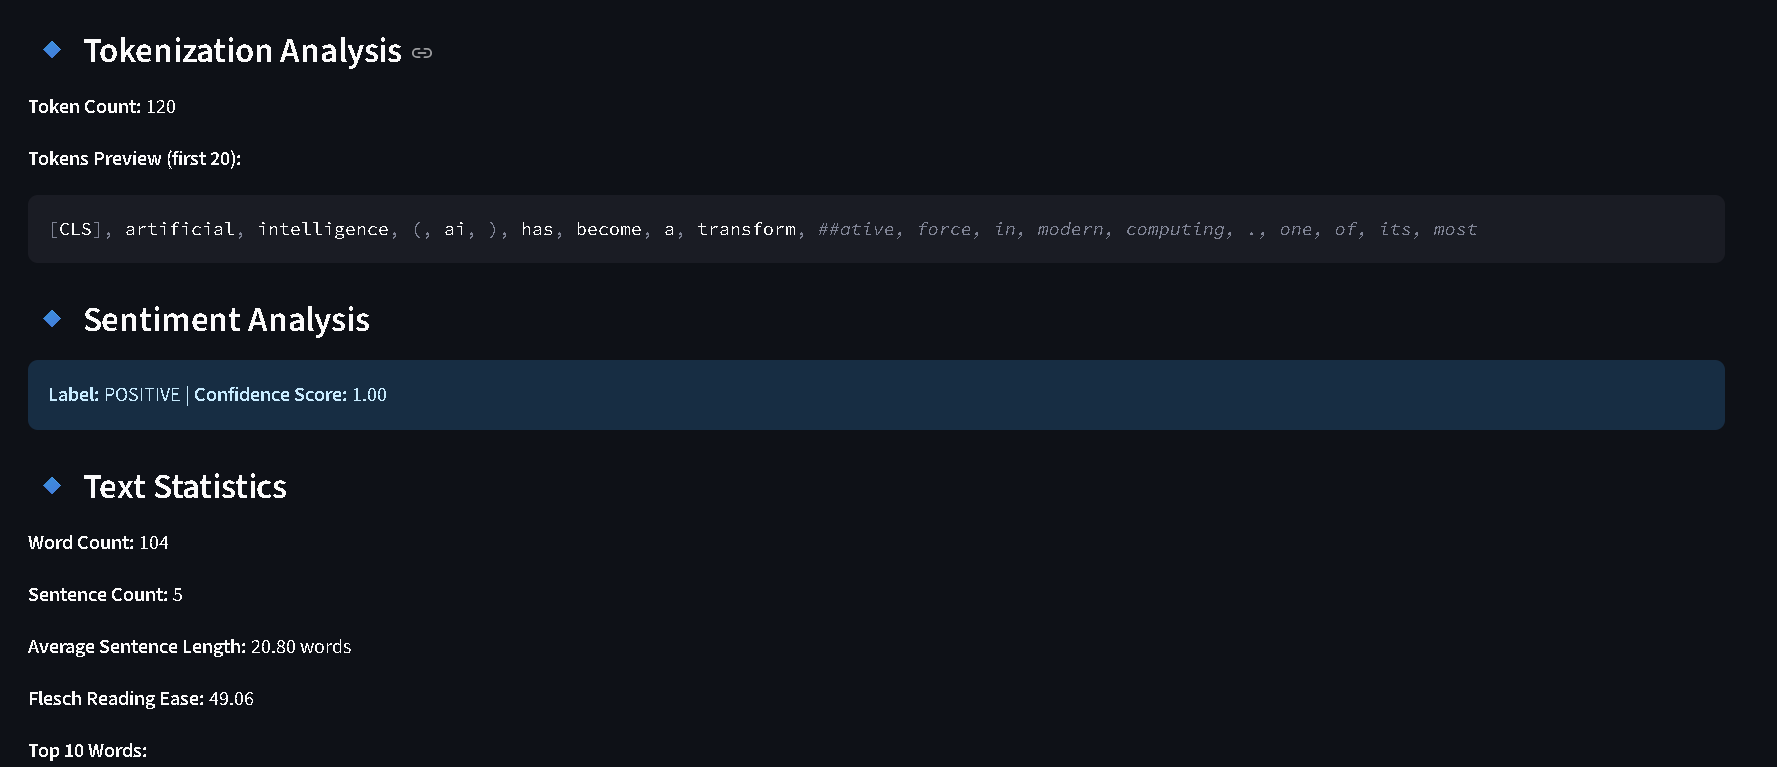 Tokenization Analysis
Token Count: 120
Tokens Preview (first 20):
[CLS], artificial, intelligence, (, ai, ), has, become, a, transform, ##ative, force, in, modern, computing, ., one, of, its, most
Sentiment Analysis
Label: POSITIVE | Confidence Score: 1.00
Text Statistics
Word Count: 104
Sentence Count: 5
Average Sentence Length: 20.80 words
Flesch Reading Ease: 49.06
Top 10 Words: